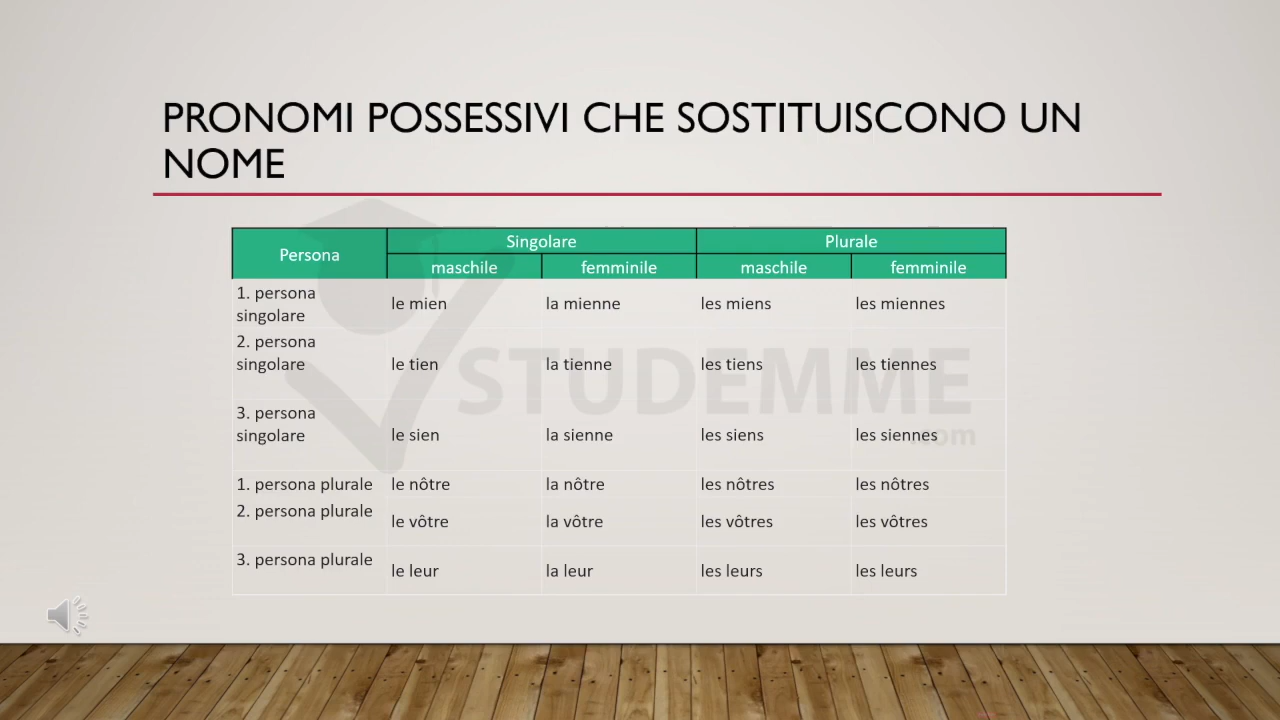 PRONOMI POSSESSIVI CHE SOSTITUISCONO UN
NOME
Persona
Singolare
Plurale
maschile
femminile
maschile
femminile
1. persona
singolare
le mien
la mienne
les miens
les miennes
2. persona
singolare
le tien
la tienne
les tiens
les tiennes
3. persona
singolare
le sien
la sienne
les siens
les siennes
1. persona plurale
le nôtre
la nôtre
les nôtres
les nôtres
2. persona plurale
le vôtre
la vôtre
les vôtres
les vôtres
3. persona plurale
le leur
la leur
les leurs
les leurs
STUDEMME
.com